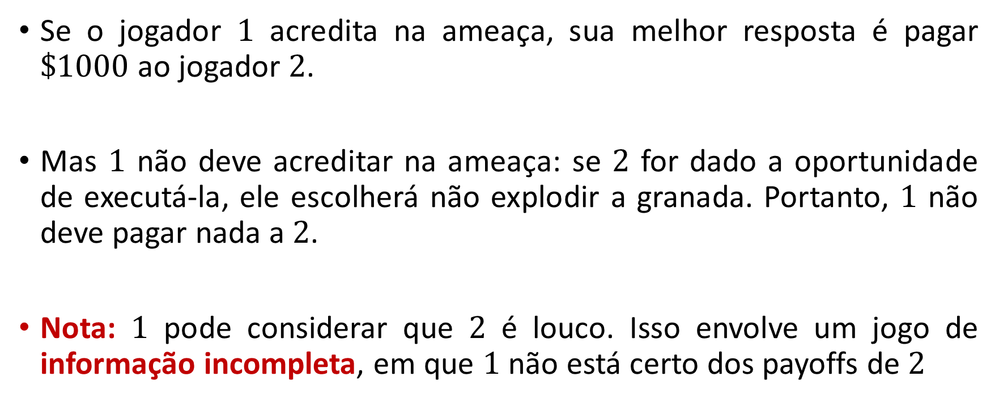 • Se o jogador 1 acredita na ameaça, sua melhor resposta é pagar
$1000 ao jogador 2.
• Mas 1 não deve acreditar na ameaça: se 2 for dado a oportunidade
de executá-la, ele escolherá não explodir a granada. Portanto, 1 não
deve pagar nada a 2.
• Nota: 1 pode considerar que 2 é louco. Isso envolve um jogo de
informação incompleta, em que 1 não está certo dos payoffs de 2